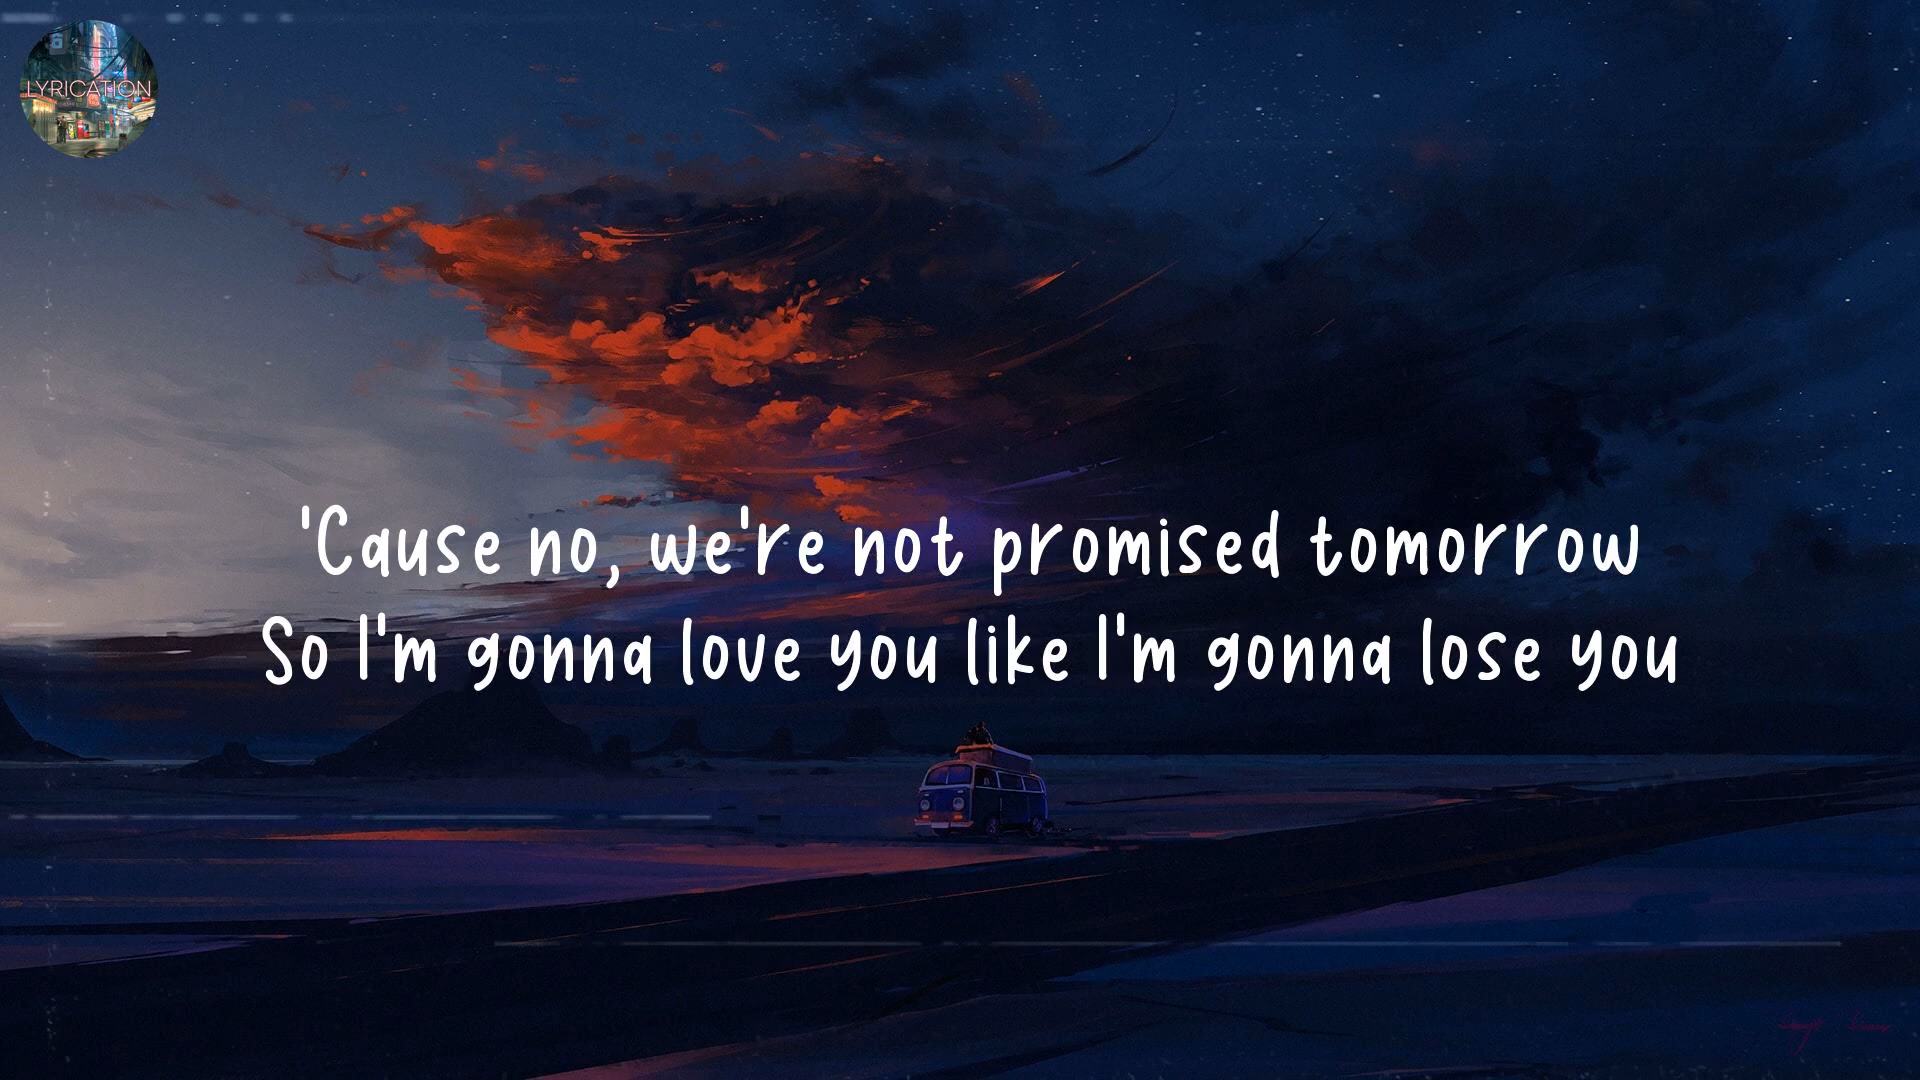 LYRICATION
'Cause no, we're not promised tomorrow
So I'm gonna love you like I'm gonna lose you